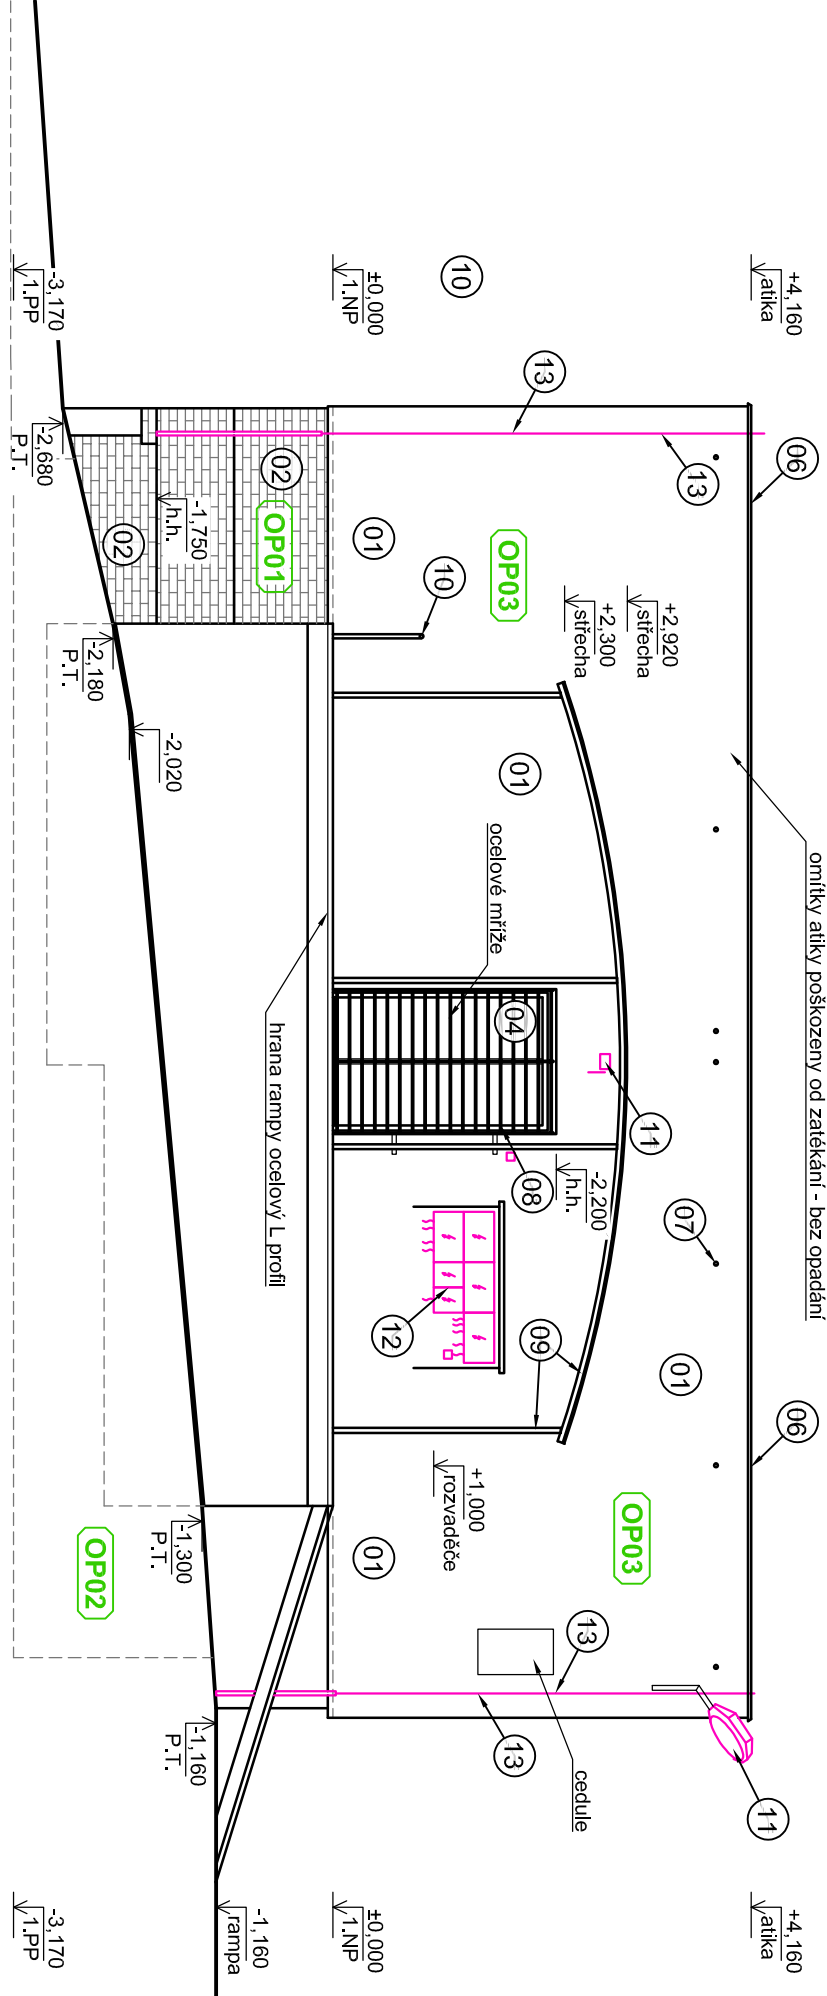 +4,160
atika
+4,160
atika
omítky atiky poškozeny od zatékání - bez opadání
06
06
13
13
07
01
11
+2,920
střecha
+2,300
střecha
OP03
OP03
10
10
01
01
01
ocelové mříže
04
08
-2,200
h.h.
09
12
+1,000
rozvaděče
13
13
cedule
11
±0,000
1.NP
±0,000
1.NP
02
OP01
-1,750
h.h.
02
hrana rampy ocelový L profil
-2,680
P.T.
-2,180
P.T.
-2,020
-1,300
P.T.
-1,160
P.T.
-1,160
rampa
OP02
-3,170
1.PP
-3,170
1.PP